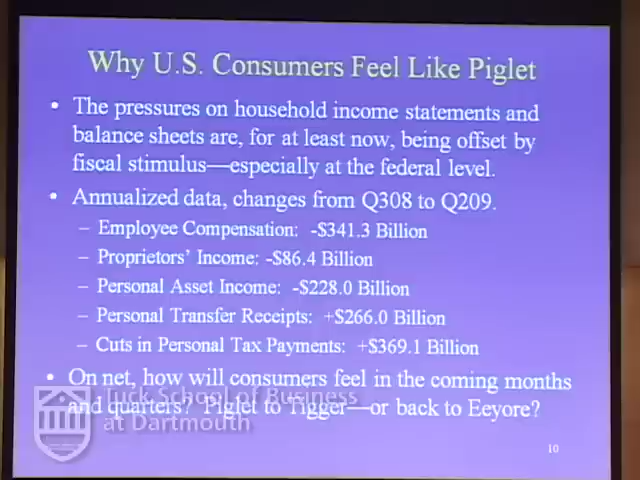 Why U.S. Consumers Feel Like Piglet
• The pressures on household income statements and
balance sheets are, for at least now, being offset by
fiscal stimulus—especially at the federal level.
• Annualized data, changes from Q308 to Q209.
– Employee Compensation: -$341.3 Billion
– Proprietors’ Income: -$86.4 Billion
– Personal Asset Income: -$228.0 Billion
– Personal Transfer Receipts: +$266.0 Billion
– Cuts in Personal Tax Payments: +$369.1 Billion
• On net, how will consumers feel in the coming months
and quarters? Piglet to Tigger—or back to Eeyore?
Tuck School of Business
at Dartmouth
10